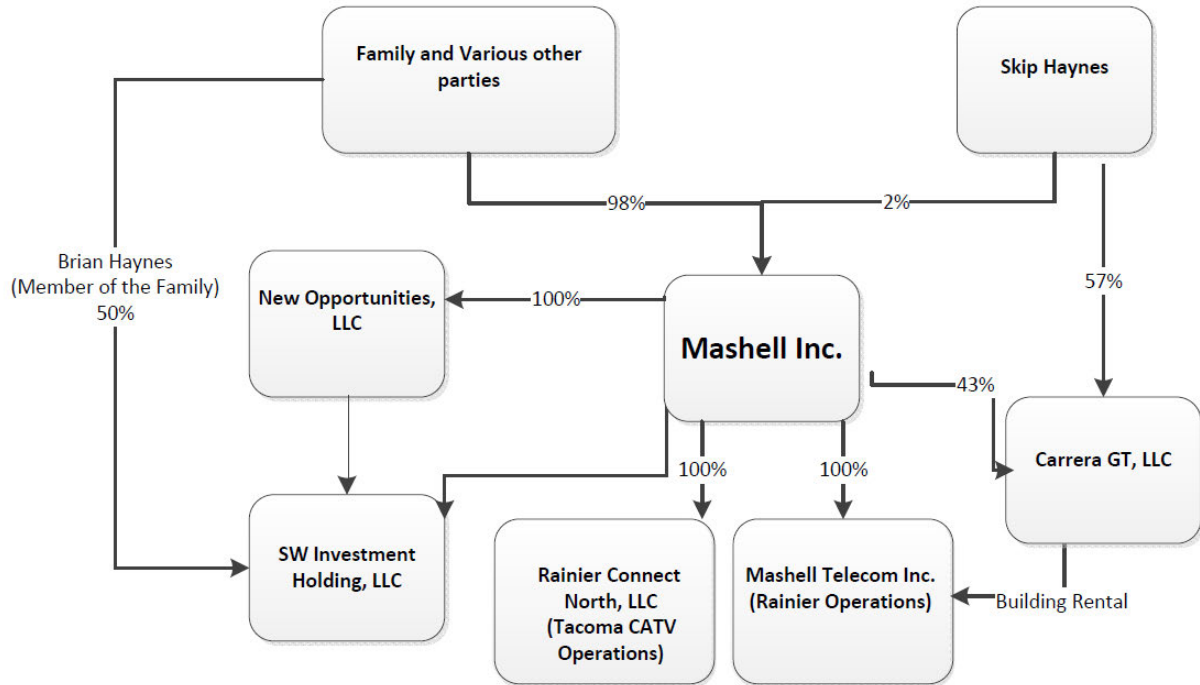 Family and Various other
parties
Skip Haynes
98%
2%
Brian Haynes
(Member of the Family)
50%
New Opportunities,
LLC
100%
57%
Mashell Inc.
43%
Carrera GT, LLC
100%
100%
SW Investment
Holding, LLC
Rainier Connect
North, LLC
(Tacoma CATV
Operations)
Mashell Telecom Inc.
(Rainier Operations)
Building Rental